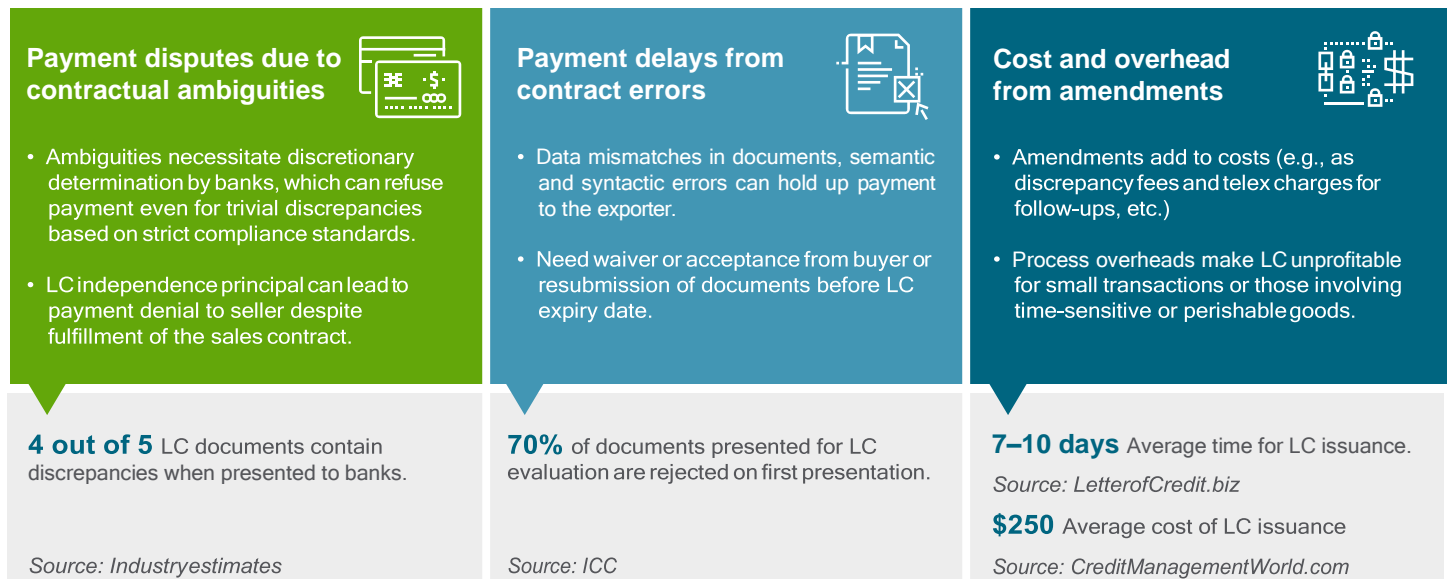 Payment disputes due to
contractual ambiguities
• Ambiguities necessitate discretionary
determination by banks, which can refuse
payment even for trivial discrepancies
based on strict compliance standards.
• LC independence principal can lead to
payment denial to seller despite
fulfillment of the sales contract.
4 out of 5 LC documents contain
discrepancies when presented to banks.
Source: Industryestimates
Payment delays from
contract errors
• Data mismatches in documents, semantic
and syntactic errors can hold up payment
to the exporter.
• Need waiver or acceptance from buyer or
resubmission of documents before LC
expiry date.
70% of documents presented for LC
evaluation are rejected on first presentation.
Source: ICC
Cost and overhead
from amendments
• Amendments add to costs (e.g., as
discrepancy fees and telex charges for
follow-ups, etc.)
• Process overheads make LC unprofitable
for small transactions or those involving
time-sensitive or perishable goods.
7–10 days Average time for LC issuance.
Source: LetterofCredit.biz
$250 Average cost of LC issuance
Source: CreditManagementWorld.com